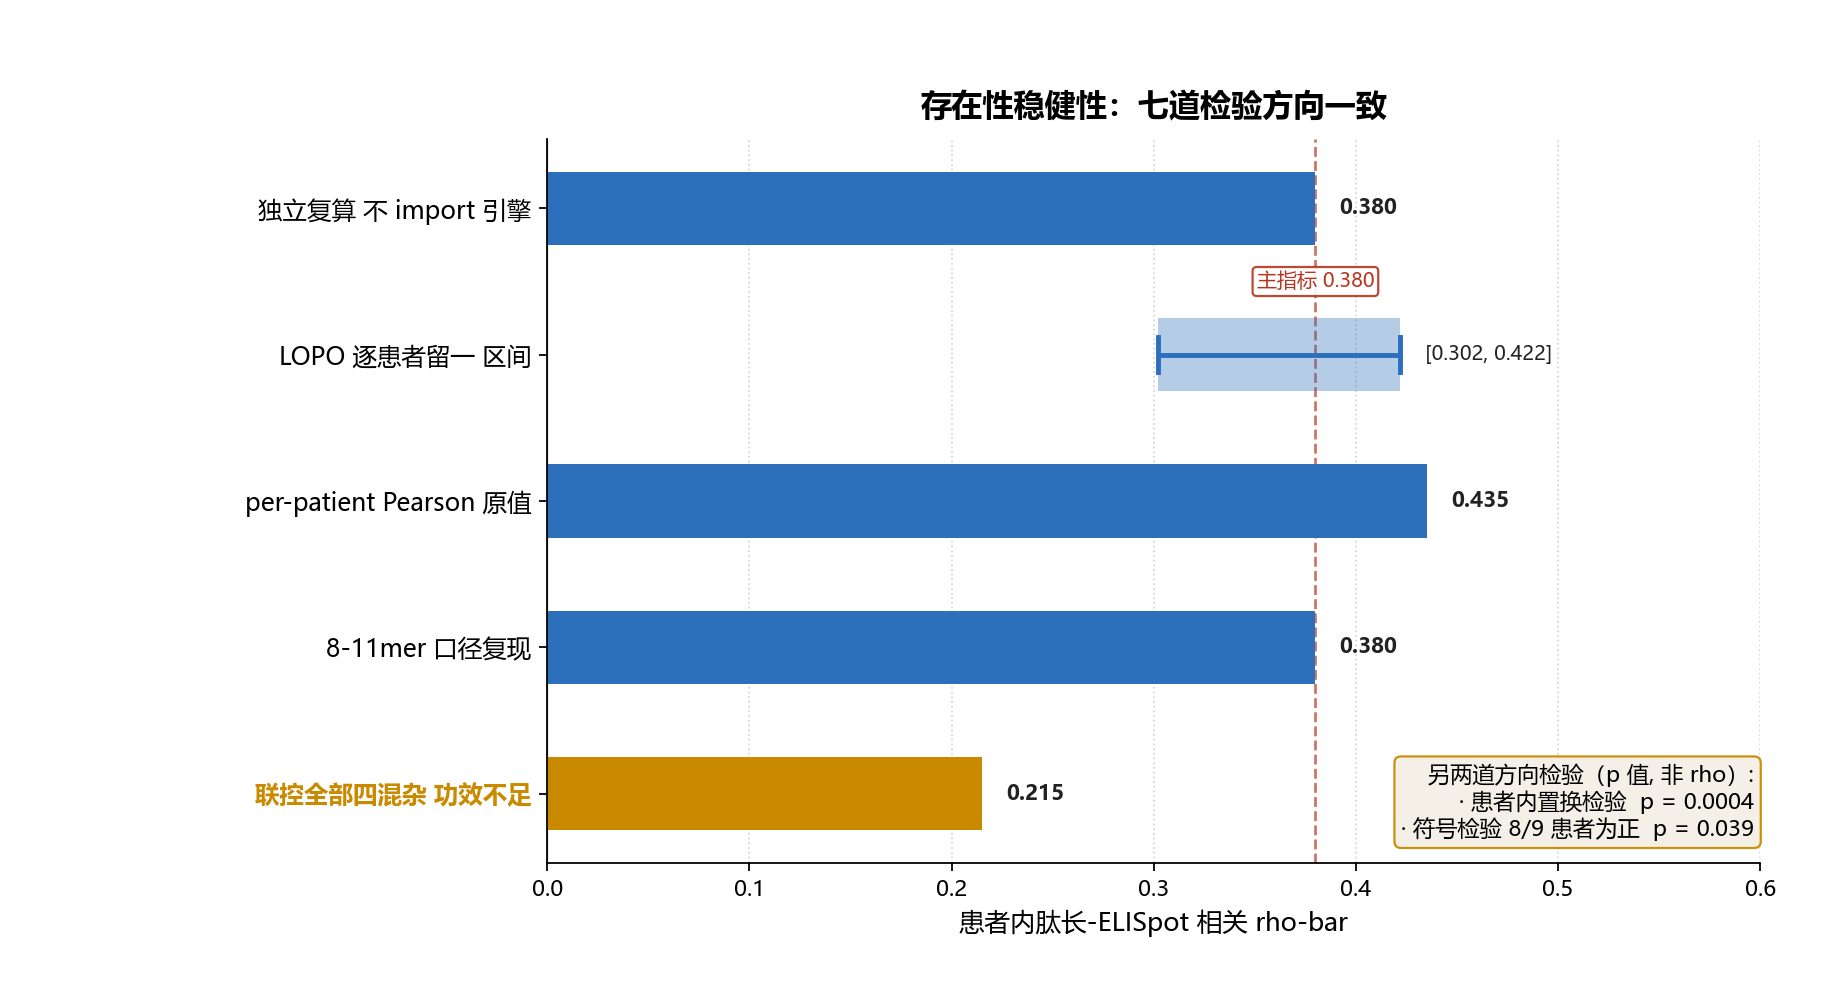 存在性稳健性：七道检验方向一致
独立复算 不 import 引擎
0.380
主指标 0.380
LOPO 逐患者留一 区间
[0.302, 0.422]
per-patient Pearson 原值
0.435
8-11mer 口径复现
0.380
联控全部四混杂 功效不足
0.215
另两道方向检验（p 值, 非 rho）:
· 患者内置换检验 p = 0.0004
· 符号检验 8/9 患者为正 p = 0.039
0.0 0.1 0.2 0.3 0.4 0.5 0.6
患者内肽长-ELISpot 相关 rho-bar